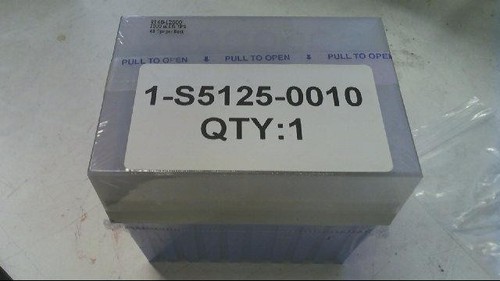 PULL TO OPEN PULL TO OPEN PULL TO OPEN
1-S5125-0010
QTY:1